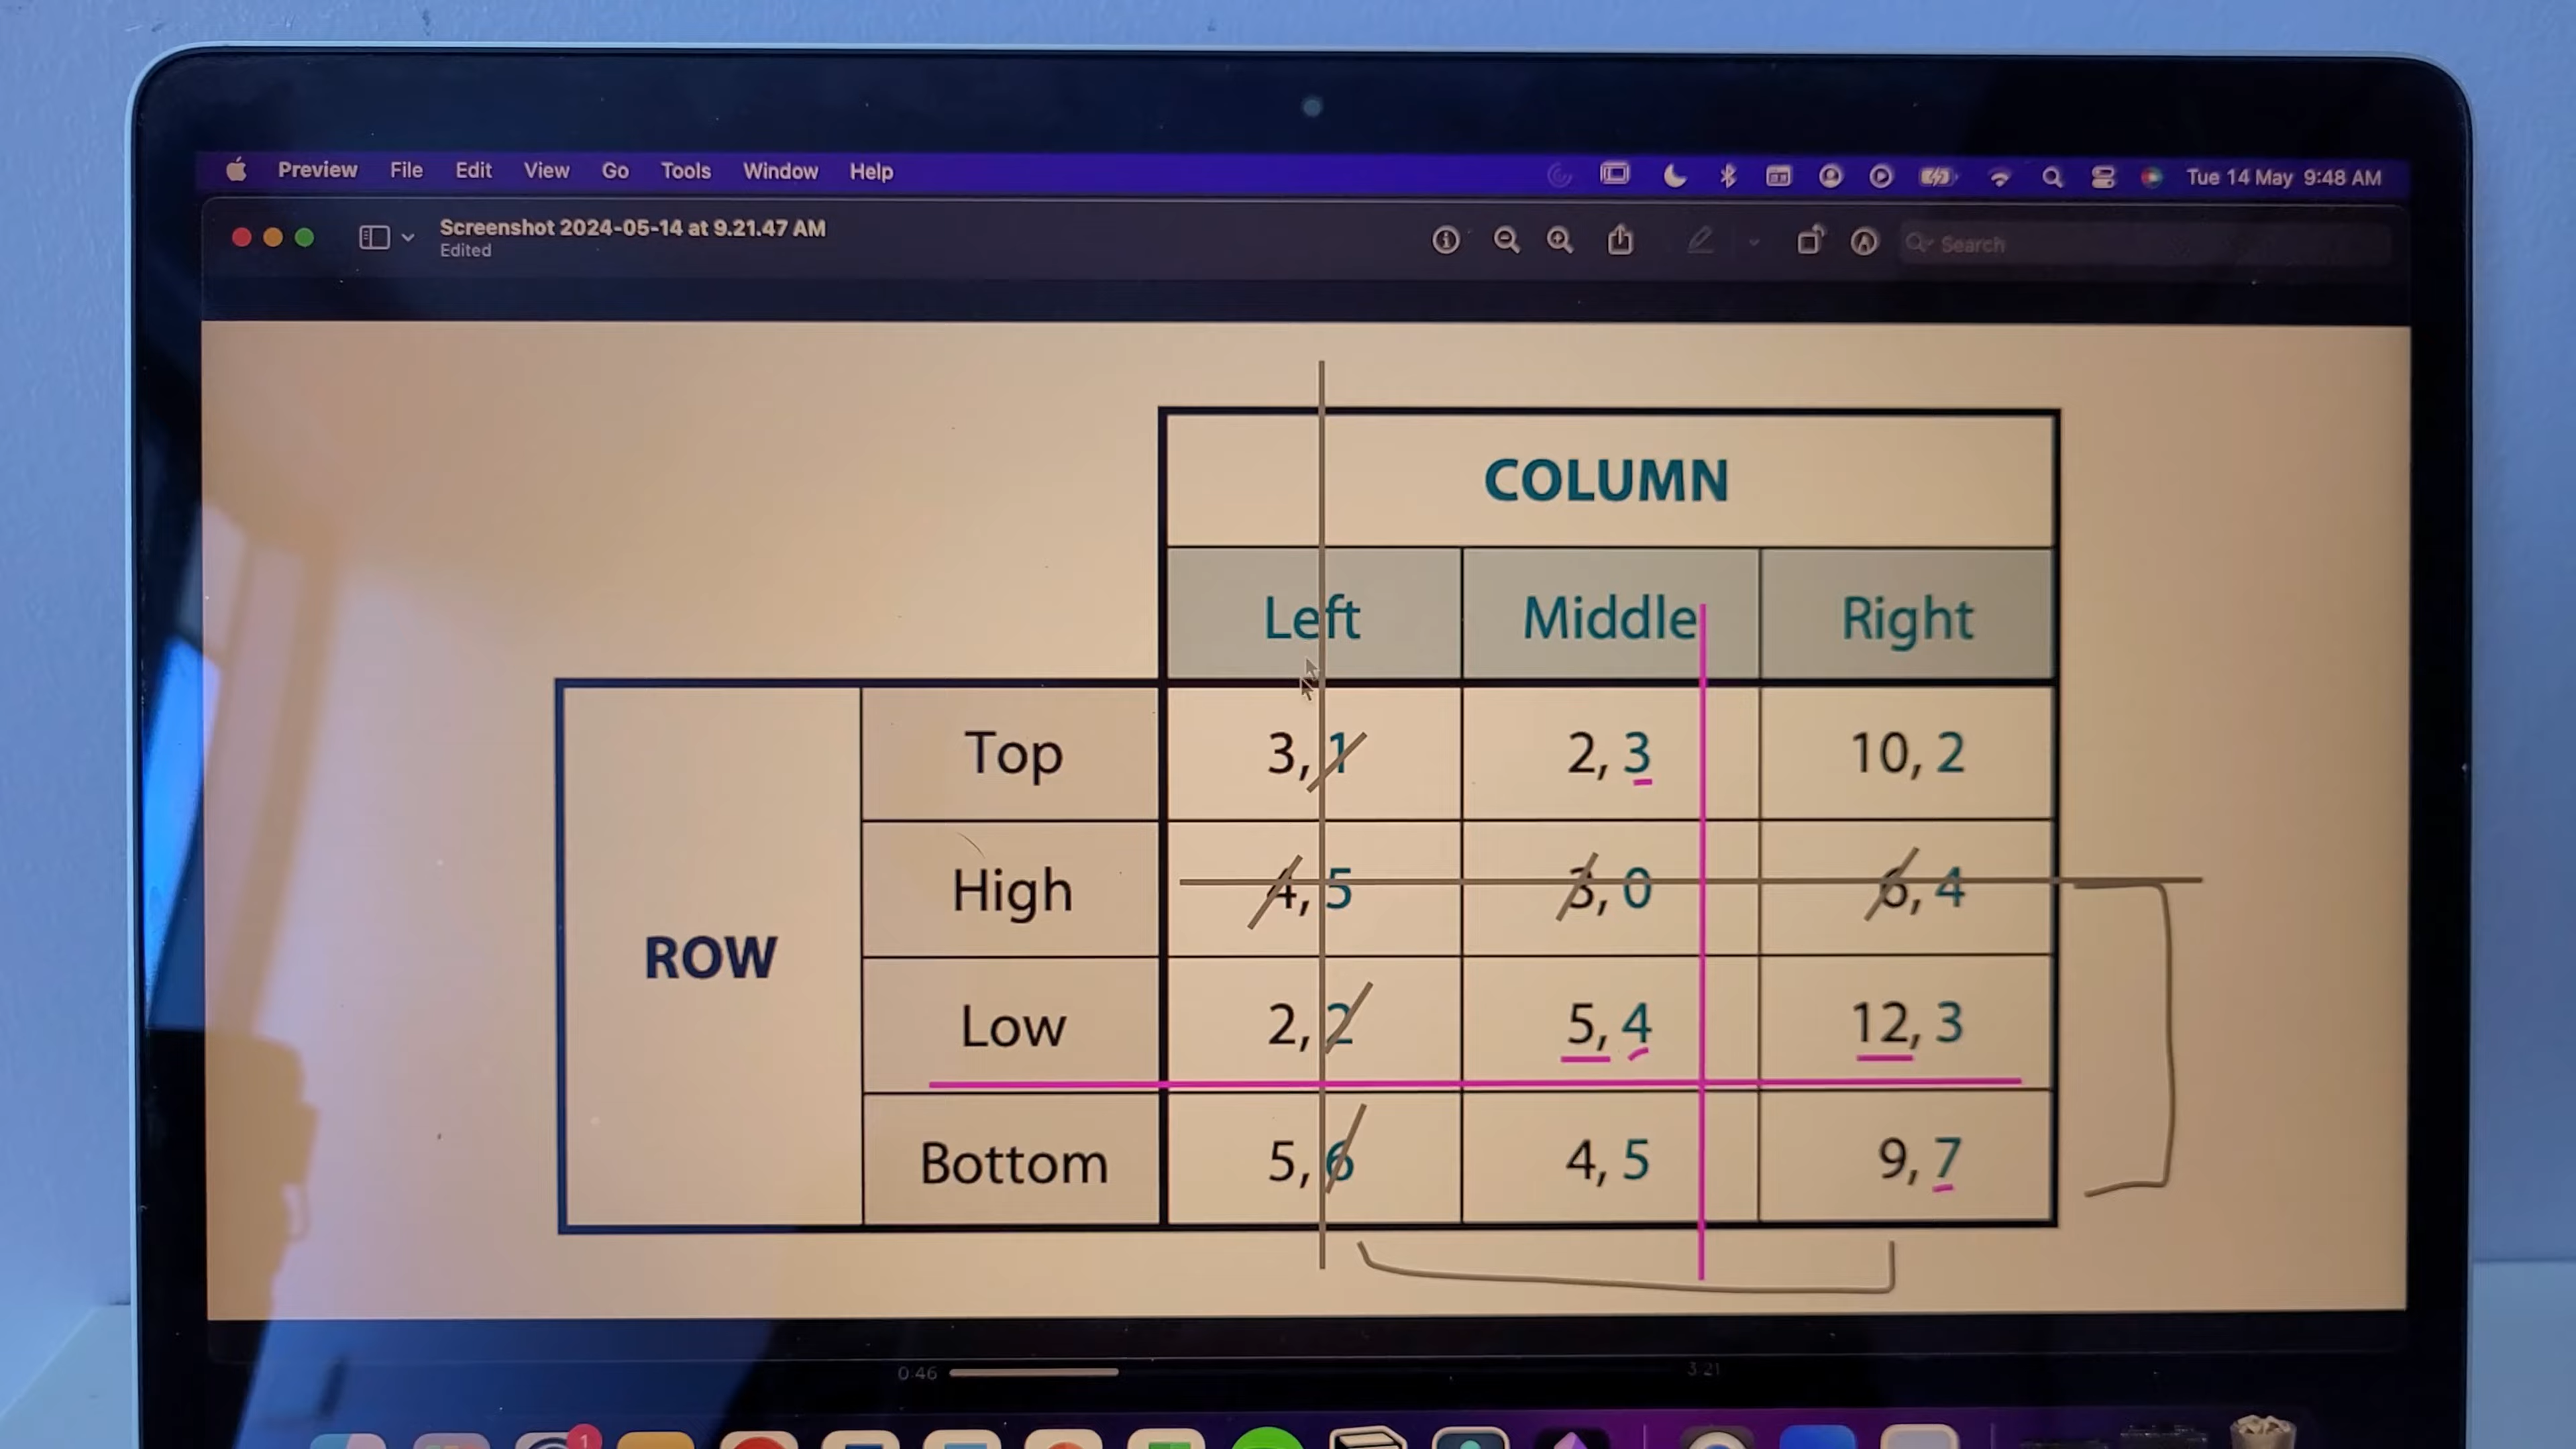 Preview File Edit View Go Tools Window Help Tue 14 May 9:48 AM
Screenshot 2024-05-14 at 9.21.47 AM
Edited
Search
COLUMN
Left Middle Right
Top 3, 1 2, 3 10, 2
High 4, 5 3, 0 6, 4
ROW
Low 2, 2 5, 4 12, 3
Bottom 5, 6 4, 5 9, 7
0:46 3:21
1